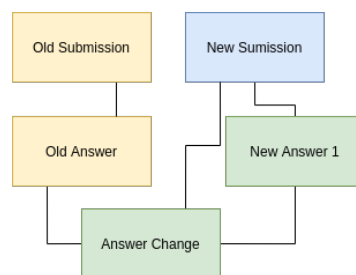 Old Submission
New Sumission
Old Answer
New Answer 1
Answer Change